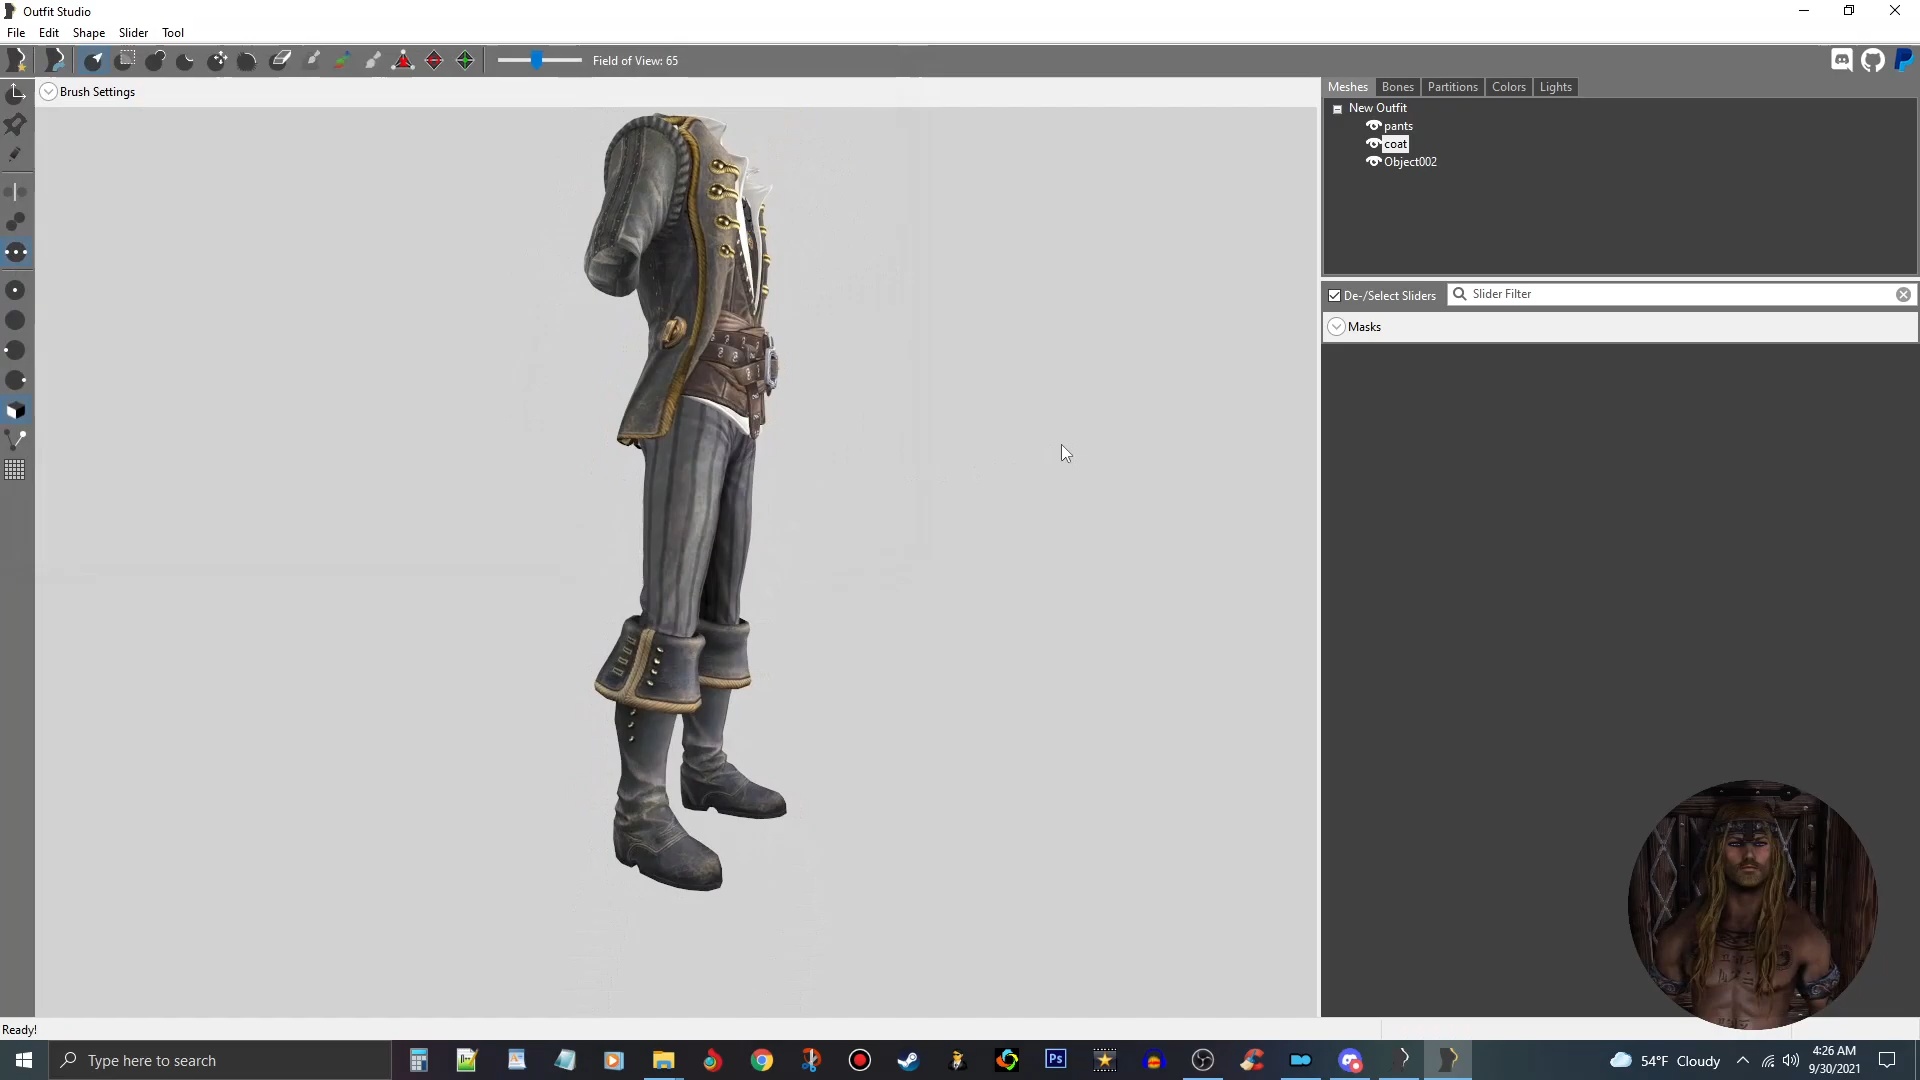 Outfit Studio
File Edit Shape Slider Tool
Field of View: 65
Brush Settings
Meshes Bones Partitions Colors Lights
New Outfit
pants
coat
Object002
De-/Select Sliders Slider Filter
Masks
Ready!
Type here to search
Ps
54°F Cloudy
4:26 AM
9/30/2021